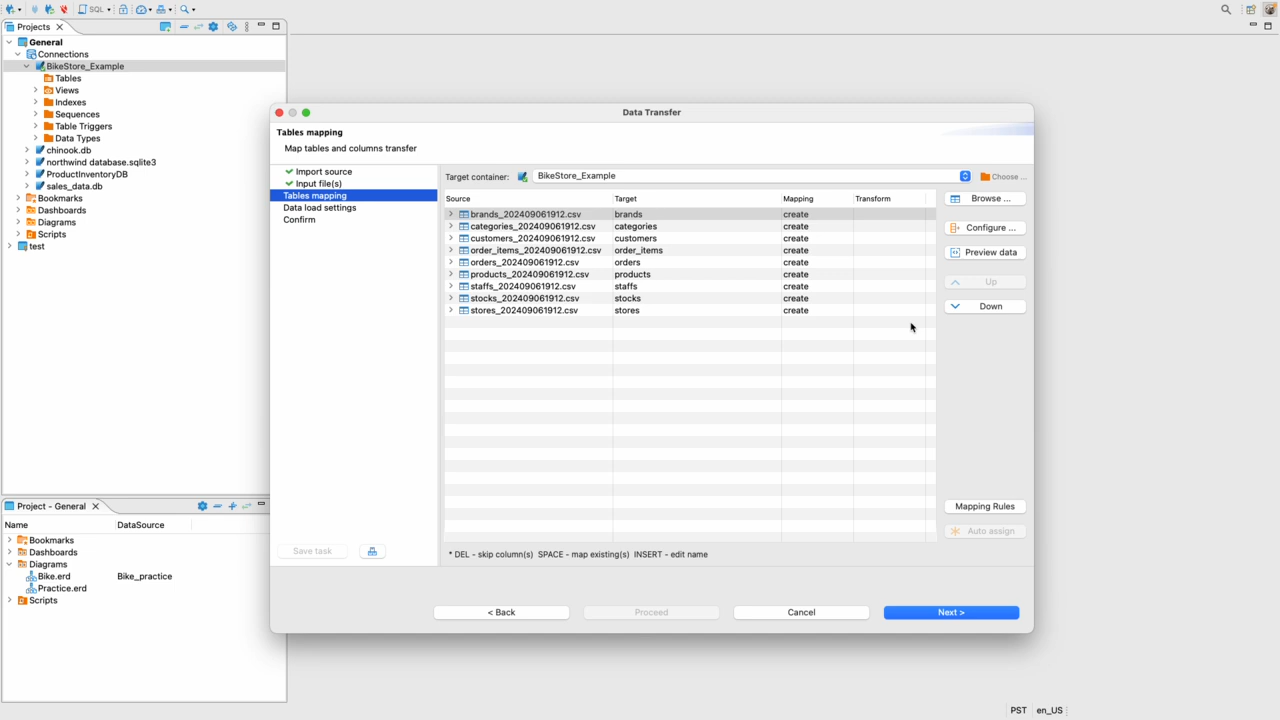 SQL
Projects
General
Connections
BikeStore_Example
Tables
Views
Indexes
Sequences
Table Triggers
Data Types
chinook.db
northwind database.sqlite3
ProductInventoryDB
sales_data.db
Bookmarks
Dashboards
Diagrams
Scripts
test
Project - General
Name DataSource
Bookmarks
Dashboards
Diagrams
Bike.erd Bike_practice
Practice.erd
Scripts
Data Transfer
Tables mapping
Map tables and columns transfer
Import source
Input file(s)
Tables mapping
Data load settings
Confirm
Save task
Target container: BikeStore_Example Choose ...
Source Target Mapping Transform
brands_202409061912.csv brands create
categories_202409061912.csv categories create
customers_202409061912.csv customers create
order_items_202409061912.csv order_items create
orders_202409061912.csv orders create
products_202409061912.csv products create
staffs_202409061912.csv staffs create
stocks_202409061912.csv stocks create
stores_202409061912.csv stores create
Browse ...
Configure ...
Preview data
Up
Down
Mapping Rules
Auto assign
* DEL - skip column(s) SPACE - map existing(s) INSERT - edit name
< Back Proceed Cancel Next >
PST en_US